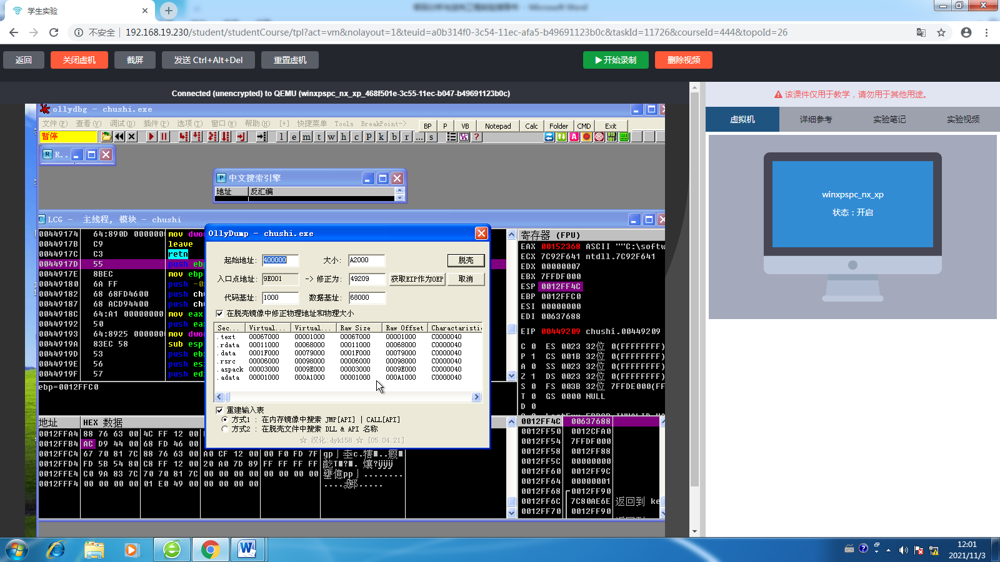 学生实验
不安全 192.168.19.230/student/studentCourse/tpl?act=vm&nolayout=1&teuid=a0b314f0-3c54-11ec-afa5-b49691123b0c&taskId=11726&courseId=444&topoId=26
返回 关闭虚机 截屏 发送 Ctrl+Alt+Del 重置虚机 开始录制 删除视频
Connected (unencrypted) to QEMU (winxpspc_nx_xp_468f501e-3c55-11ec-b047-b49691123b0c)
该课件仅用于教学，请勿用于其他用途。
虚拟机 详细参考 实验笔记 实验视频
winxpspc_nx_xp
状态：开启
ollydbg - chushi.exe
文件(F) 查看(V) 调试(D) 插件(P) 选项(T) 窗口(W) 帮助(H) [+] 快捷菜单 Tools BreakPoint->
BP P VB Notepad Calc Folder CMD Exit
暂停
l e m t w h c P k b r ... s
R..
中文搜索引擎
地址 反汇编
LCG - 主线程, 模块 - chushi
00449174 64:890D 0000000 mov dwo
0044917B C9 leave
0044917C C3 retn
0044917D 55 push ebp
0044917E 8BEC mov ebp
00449180 6A FF push -0
00449182 68 68FD4600 push ch
00449187 68 ACD94400 push ch
0044918C 64:A1 00000000 mov eax
00449192 50 push ea
00449193 64:8925 0000000 mov dwo
0044919A 83EC 58 sub esp
0044919D 53 push eb
0044919E 56 push es
0044919F 57 push ed
ebp=0012FFC0
OllyDump - chushi.exe
起始地址: 400000 大小: A2000 脱壳
入口点地址: 9E001 -> 修正为: 49209 获取EIP作为OEP 取消
代码基址: 1000 数据基址: 68000
在脱壳镜像中修正物理地址和物理大小
Sec... Virtual... Virtual... Raw Size Raw Offset Charactaristi
.text 00067000 00001000 00067000 00001000 C0000040
.rdata 00011000 00068000 00011000 00068000 C0000040
.data 0001F000 00079000 0001F000 00079000 C0000040
.rsrc 00006000 00098000 00006000 00098000 C0000040
.aspack 00003000 0009E000 00003000 0009E000 C0000040
.adata 00001000 000A1000 00001000 000A1000 C0000040
重建输入表
方式1 : 在内存镜像中搜索 JMP[API] | CALL[API]
方式2 : 在脱壳文件中搜索 DLL & API 名称
☆ 汉化:dyk158 ☆ [05.04.21]
寄存器 (FPU)
EAX 00152368 ASCII ""C:\softw
ECX 7C92F641 ntdll.7C92F641
EDX 00000007
EBX 7FFDF000
ESP 0012FF4C
EBP 0012FFC0
ESI 00000000
EDI 00637688
EIP 00449209 chushi.00449209
C 0 ES 0023 32位 0(FFFFFFFF)
P 1 CS 001B 32位 0(FFFFFFFF)
A 0 SS 0023 32位 0(FFFFFFFF)
Z 1 DS 0023 32位 0(FFFFFFFF)
S 0 FS 003B 32位 7FFDE000(FF
T 0 GS 0000 NULL
D 0
地址 HEX 数据
0012FFA4 88 76 63 00 4C FF 12 00
0012FFB4 AC D9 44 00 68 FD 46 00
0012FFC4 67 70 81 7C 88 76 63 00 A0 CF 12 00 00 F0 FD 7F
0012FFD4 FD 5B 54 80 C8 FF 12 00 20 A0 7D 89 FF FF FF FF
0012FFE4 C0 9A 83 7C 70 70 81 7C 00 00 00 00 00 00 00 00
0012FFF4 00 00 00 00 01 E0 49 00 00 00 00 00
0012FF4C 00637688
0012FF50 0012CFA0
0012FF54 7FFDF000
0012FF58 0012FF88
0012FF5C 00000000
0012FF60 0012FF9C
0012FF64 00000001
0012FF68 0012FF90
0012FF6C 7C80AE6E 返回到 ke
0012FF70 0012FF90
12:01
2021/11/3